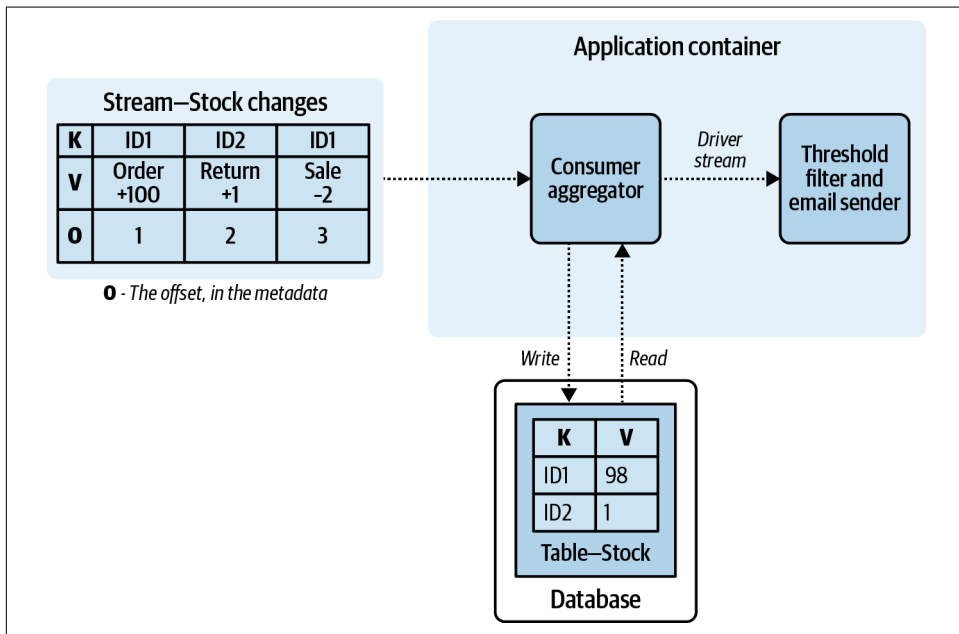 Application container
Stream—Stock changes
K ID1 ID2 ID1
V Order +100 Return +1 Sale -2
O 1 2 3
O - The offset, in the metadata
Consumer
aggregator
Driver
stream
Threshold
filter and
email sender
Write
Read
K V
ID1 98
ID2 1
Table—Stock
Database